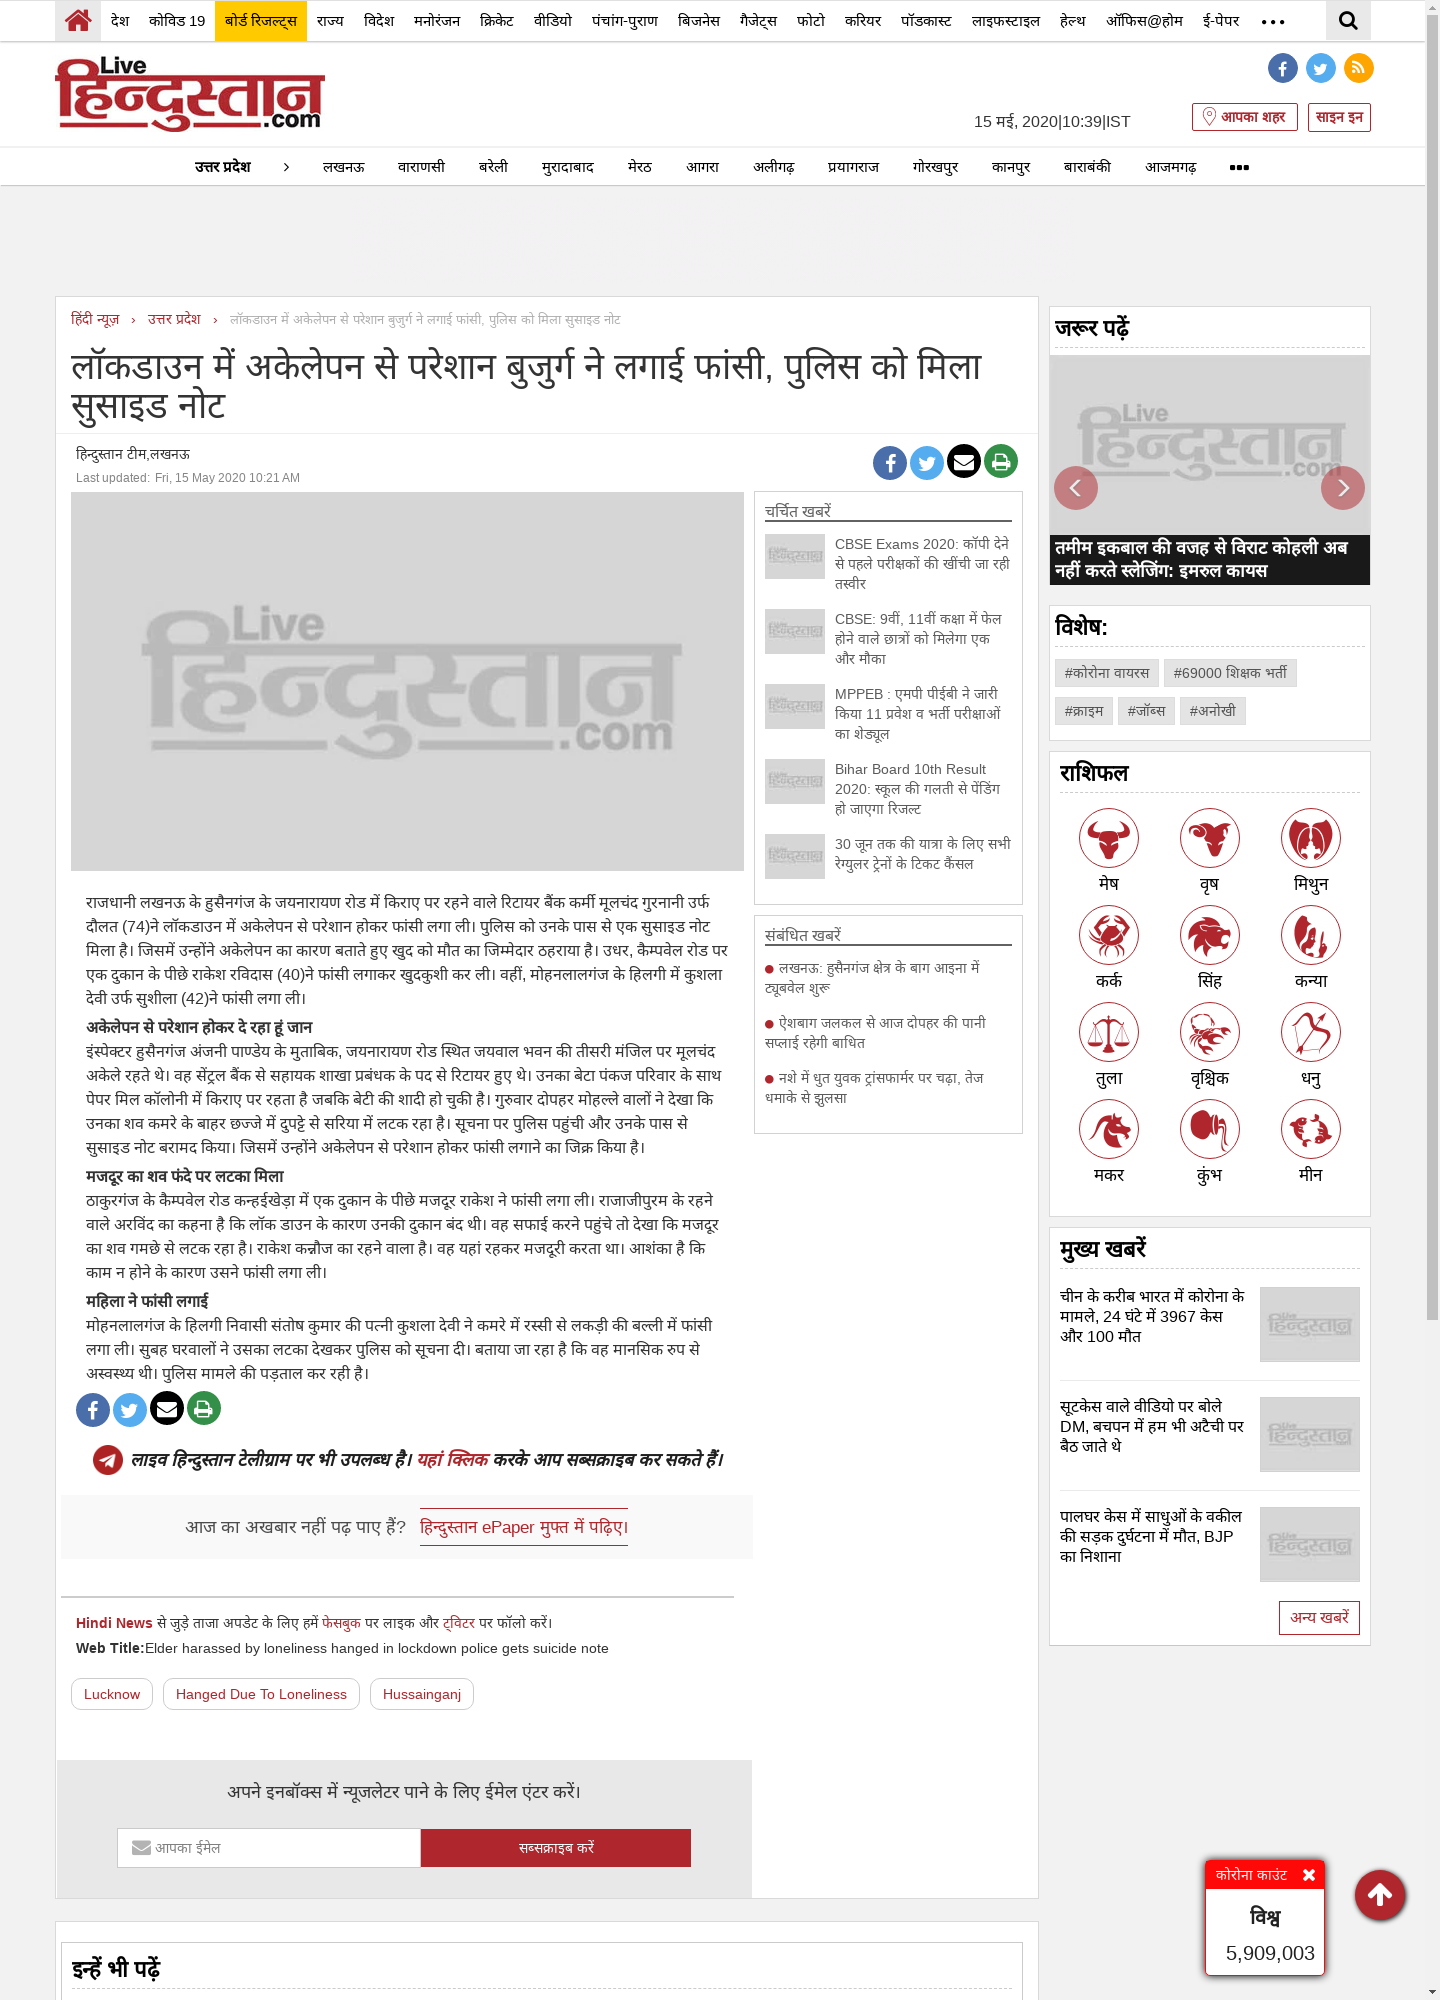 देश कोविड 19 बोर्ड रिजल्ट्स राज्य विदेश मनोरंजन क्रिकेट वीडियो पंचांग-पुराण बिजनेस गैजेट्स फोटो करियर पॉडकास्ट लाइफस्टाइल हेल्थ ऑफिस@होम ई-पेपर
Live
हिन्दुस्तान
.com
15 मई, 2020|10:39|IST
आपका शहर
साइन इन
उत्तर प्रदेश › लखनऊ वाराणसी बरेली मुरादाबाद मेरठ आगरा अलीगढ़ प्रयागराज गोरखपुर कानपुर बाराबंकी आजमगढ़
हिंदी न्यूज़ › उत्तर प्रदेश › लॉकडाउन में अकेलेपन से परेशान बुजुर्ग ने लगाई फांसी, पुलिस को मिला सुसाइड नोट
लॉकडाउन में अकेलेपन से परेशान बुजुर्ग ने लगाई फांसी, पुलिस को मिला
सुसाइड नोट
हिन्दुस्तान टीम,लखनऊ
Last updated: Fri, 15 May 2020 10:21 AM
Live
हिन्दुस्तान
.com
राजधानी लखनऊ के हुसैनगंज के जयनारायण रोड में किराए पर रहने वाले रिटायर बैंक कर्मी मूलचंद गुरनानी उर्फ
दौलत (74)ने लॉकडाउन में अकेलेपन से परेशान होकर फांसी लगा ली। पुलिस को उनके पास से एक सुसाइड नोट
मिला है। जिसमें उन्होंने अकेलेपन का कारण बताते हुए खुद को मौत का जिम्मेदार ठहराया है। उधर, कैम्पवेल रोड पर
एक दुकान के पीछे राकेश रविदास (40)ने फांसी लगाकर खुदकुशी कर ली। वहीं, मोहनलालगंज के हिलगी में कुशला
देवी उर्फ सुशीला (42)ने फांसी लगा ली।
अकेलेपन से परेशान होकर दे रहा हूं जान
इंस्पेक्टर हुसैनगंज अंजनी पाण्डेय के मुताबिक, जयनारायण रोड स्थित जयवाल भवन की तीसरी मंजिल पर मूलचंद
अकेले रहते थे। वह सेंट्रल बैंक से सहायक शाखा प्रबंधक के पद से रिटायर हुए थे। उनका बेटा पंकज परिवार के साथ
पेपर मिल कॉलोनी में किराए पर रहता है जबकि बेटी की शादी हो चुकी है। गुरुवार दोपहर मोहल्ले वालों ने देखा कि
उनका शव कमरे के बाहर छज्जे में दुपट्टे से सरिया में लटक रहा है। सूचना पर पुलिस पहुंची और उनके पास से
सुसाइड नोट बरामद किया। जिसमें उन्होंने अकेलेपन से परेशान होकर फांसी लगाने का जिक्र किया है।
मजदूर का शव फंदे पर लटका मिला
ठाकुरगंज के कैम्पवेल रोड कन्हईखेड़ा में एक दुकान के पीछे मजदूर राकेश ने फांसी लगा ली। राजाजीपुरम के रहने
वाले अरविंद का कहना है कि लॉक डाउन के कारण उनकी दुकान बंद थी। वह सफाई करने पहुंचे तो देखा कि मजदूर
का शव गमछे से लटक रहा है। राकेश कन्नौज का रहने वाला है। वह यहां रहकर मजदूरी करता था। आशंका है कि
काम न होने के कारण उसने फांसी लगा ली।
महिला ने फांसी लगाई
मोहनलालगंज के हिलगी निवासी संतोष कुमार की पत्नी कुशला देवी ने कमरे में रस्सी से लकड़ी की बल्ली में फांसी
लगा ली। सुबह घरवालों ने उसका लटका देखकर पुलिस को सूचना दी। बताया जा रहा है कि वह मानसिक रुप से
अस्वस्थ्य थी। पुलिस मामले की पड़ताल कर रही है।
लाइव हिन्दुस्तान टेलीग्राम पर भी उपलब्ध है। यहां क्लिक करके आप सब्सक्राइब कर सकते हैं।
आज का अखबार नहीं पढ़ पाए हैं? हिन्दुस्तान ePaper मुफ्त में पढ़िए।
Hindi News से जुड़े ताजा अपडेट के लिए हमें फेसबुक पर लाइक और ट्विटर पर फॉलो करें।
Web Title:Elder harassed by loneliness hanged in lockdown police gets suicide note
Lucknow Hanged Due To Loneliness Hussainganj
अपने इनबॉक्स में न्यूजलेटर पाने के लिए ईमेल एंटर करें।
आपका ईमेल
सब्सक्राइब करें
इन्हें भी पढ़ें
चर्चित खबरें
CBSE Exams 2020: कॉपी देने
से पहले परीक्षकों की खींची जा रही
तस्वीर
CBSE: 9वीं, 11वीं कक्षा में फेल
होने वाले छात्रों को मिलेगा एक
और मौका
MPPEB : एमपी पीईबी ने जारी
किया 11 प्रवेश व भर्ती परीक्षाओं
का शेड्यूल
Bihar Board 10th Result
2020: स्कूल की गलती से पेंडिंग
हो जाएगा रिजल्ट
30 जून तक की यात्रा के लिए सभी
रेग्युलर ट्रेनों के टिकट कैंसल
संबंधित खबरें
लखनऊ: हुसैनगंज क्षेत्र के बाग आइना में
ट्यूबवेल शुरू
ऐशबाग जलकल से आज दोपहर की पानी
सप्लाई रहेगी बाधित
नशे में धुत युवक ट्रांसफार्मर पर चढ़ा, तेज
धमाके से झुलसा
जरूर पढ़ें
Live
हिन्दुस्तान
.com
तमीम इकबाल की वजह से विराट कोहली अब
नहीं करते स्लेजिंग: इमरुल कायस
विशेष:
#कोरोना वायरस #69000 शिक्षक भर्ती
#क्राइम #जॉब्स #अनोखी
राशिफल
मेष वृष मिथुन
कर्क सिंह कन्या
तुला वृश्चिक धनु
मकर कुंभ मीन
मुख्य खबरें
चीन के करीब भारत में कोरोना के
मामले, 24 घंटे में 3967 केस
और 100 मौत
सूटकेस वाले वीडियो पर बोले
DM, बचपन में हम भी अटैची पर
बैठ जाते थे
पालघर केस में साधुओं के वकील
की सड़क दुर्घटना में मौत, BJP
का निशाना
अन्य खबरें
कोरोना काउंट
विश्व
5,909,003